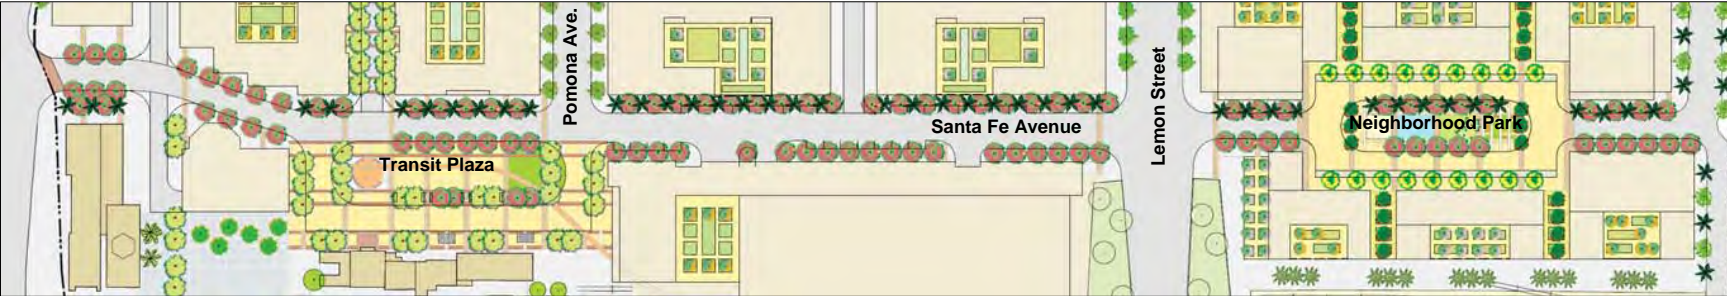 Pomona Ave.
Santa Fe Avenue
Lemon Street
Neighborhood Park
Transit Plaza